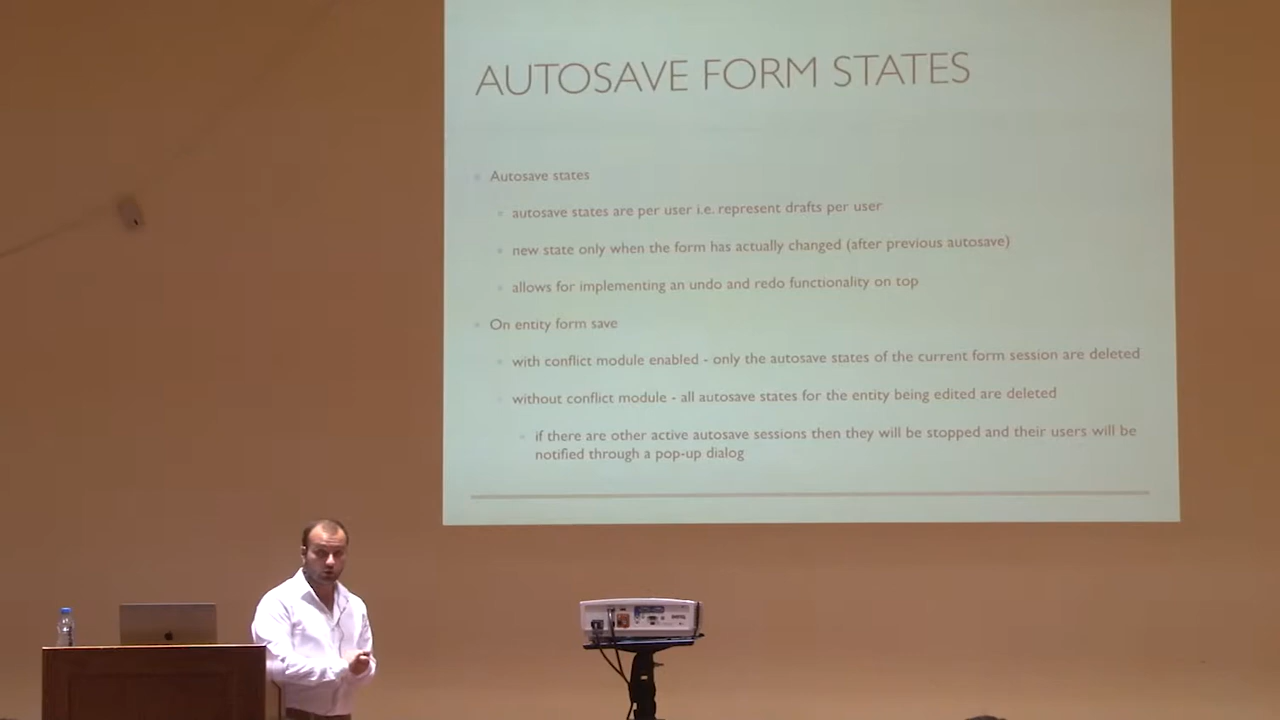 AUTOSAVE FORM STATES
Autosave states
autosave states are per user i.e. represent drafts per user
new state only when the form has actually changed (after previous autosave)
allows for implementing an undo and redo functionality on top
On entity form save
with conflict module enabled - only the autosave states of the current form session are deleted
without conflict module - all autosave states for the entity being edited are deleted
if there are other active autosave sessions then they will be stopped and their users will be
notified through a pop-up dialog